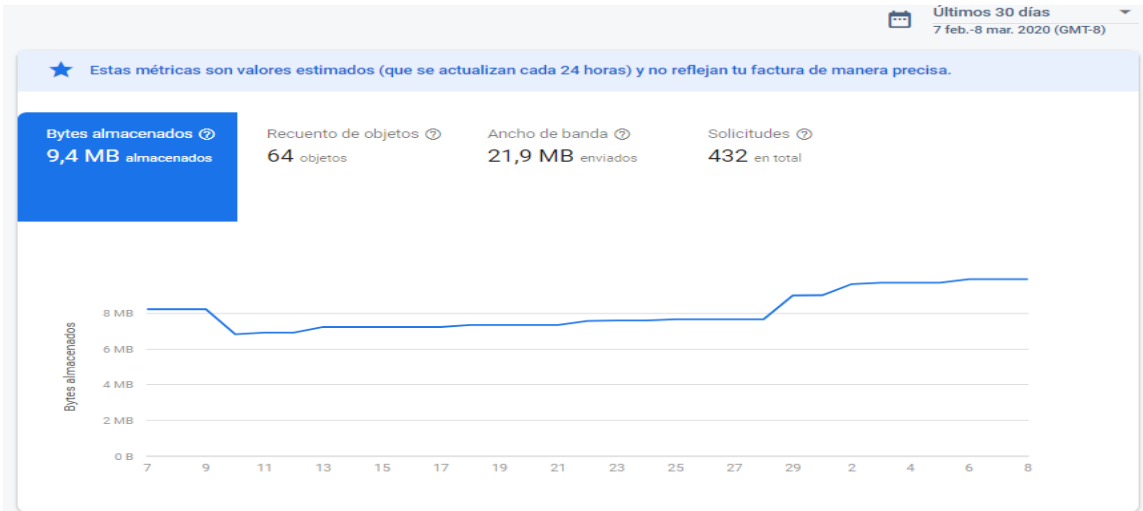 Últimos 30 días
7 feb.-8 mar. 2020 (GMT-8)
Estas métricas son valores estimados (que se actualizan cada 24 horas) y no reflejan tu factura de manera precisa.
Bytes almacenados
9,4 MB almacenados
Recuento de objetos
64 objetos
Ancho de banda
21,9 MB enviados
Solicitudes
432 en total
Bytes almacenados
8 MB
6 MB
4 MB
2 MB
0 B
7 9 11 13 15 17 19 21 23 25 27 29 2 4 6 8